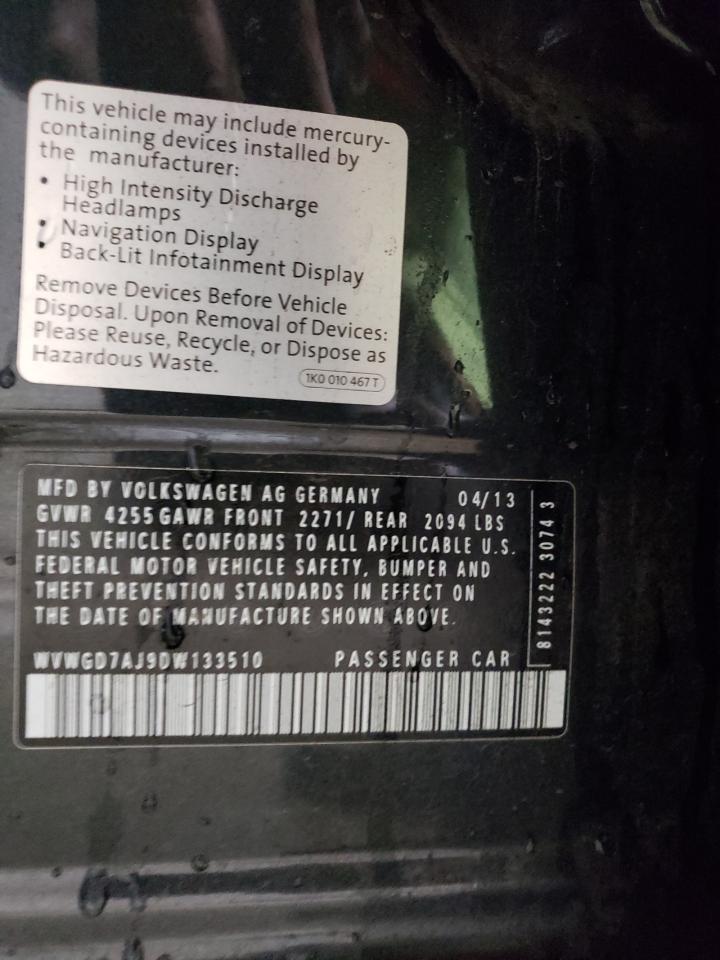 This vehicle may include mercury-
containing devices installed by
the manufacturer:
• High Intensity Discharge
Headlamps
• Navigation Display
• Back-Lit Infotainment Display
Remove Devices Before Vehicle
Disposal. Upon Removal of Devices:
Please Reuse, Recycle, or Dispose as
Hazardous Waste.
1K0 010 467 T
MFD BY VOLKSWAGEN AG GERMANY 04/13
GVWR 4255 GAWR FRONT 2271/ REAR 2094 LBS
THIS VEHICLE CONFORMS TO ALL APPLICABLE U.S.
FEDERAL MOTOR VEHICLE SAFETY, BUMPER AND
THEFT PREVENTION STANDARDS IN EFFECT ON
THE DATE OF MANUFACTURE SHOWN ABOVE.
WVWGD7AJ9DW133510 PASSENGER CAR
8143222 3074 3